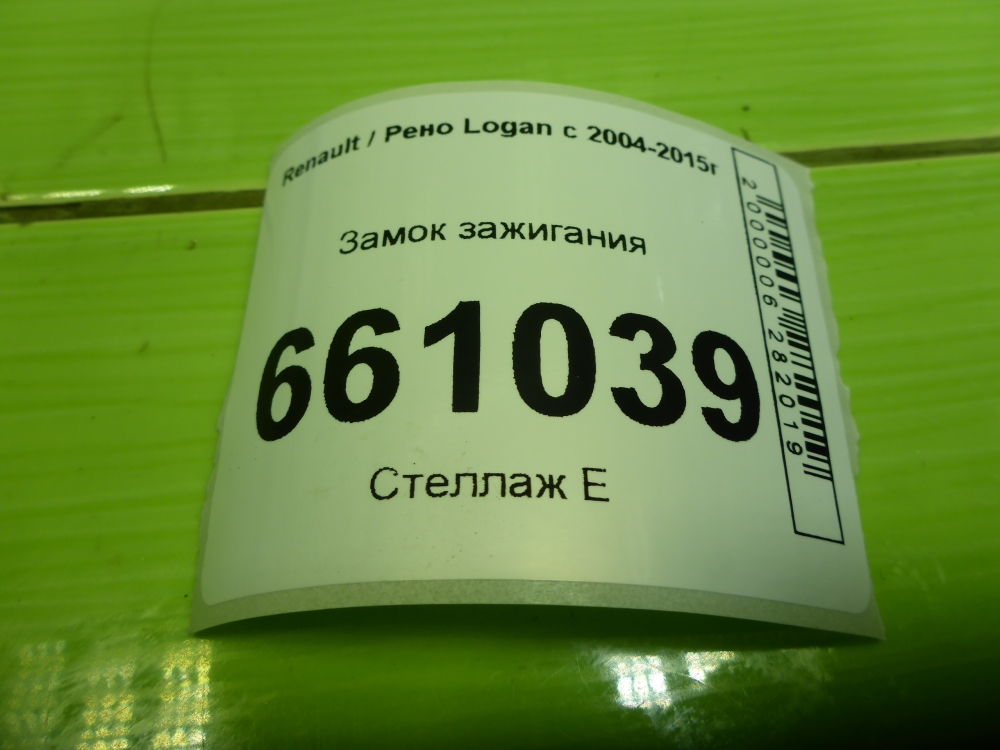 Renault / Рено Logan с 2004-2015г
Замок зажигания
661039
Стеллаж Е
2000006282019